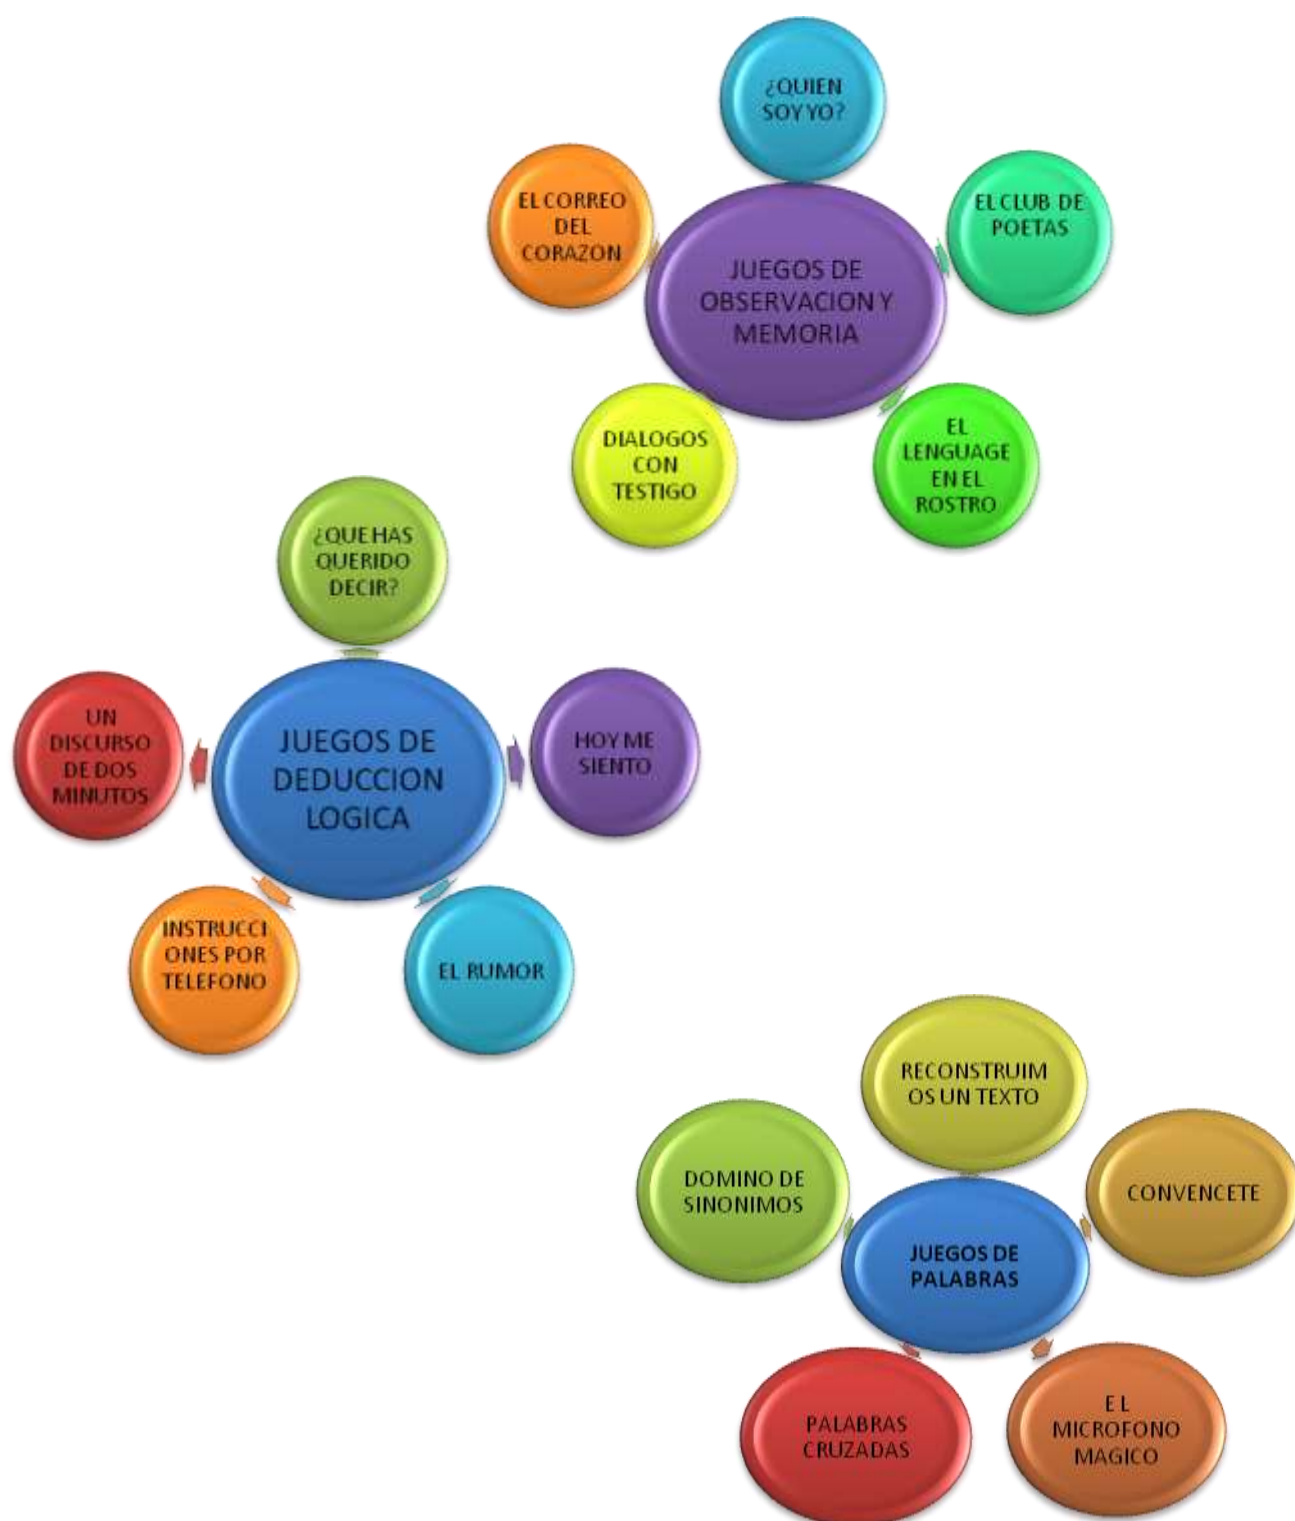 ¿QUIEN
SOY YO?
EL CORREO
DEL
CORAZON
EL CLUB DE
POETAS
JUEGOS DE
OBSERVACION Y
MEMORIA
DIALOGOS
CON
TESTIGO
EL
LENGUAGE
EN EL
ROSTRO
¿QUE HAS
QUERIDO
DECIR?
UN
DISCURSO
DE DOS
MINUTOS
JUEGOS DE
DEDUCCION
LOGICA
HOY ME
SIENTO
INSTRUCCI
ONES POR
TELEFONO
EL RUMOR
RECONSTRUIM
OS UN TEXTO
DOMINO DE
SINONIMOS
CONVENCETE
JUEGOS DE
PALABRAS
PALABRAS
CRUZADAS
E L
MICROFONO
MAGICO